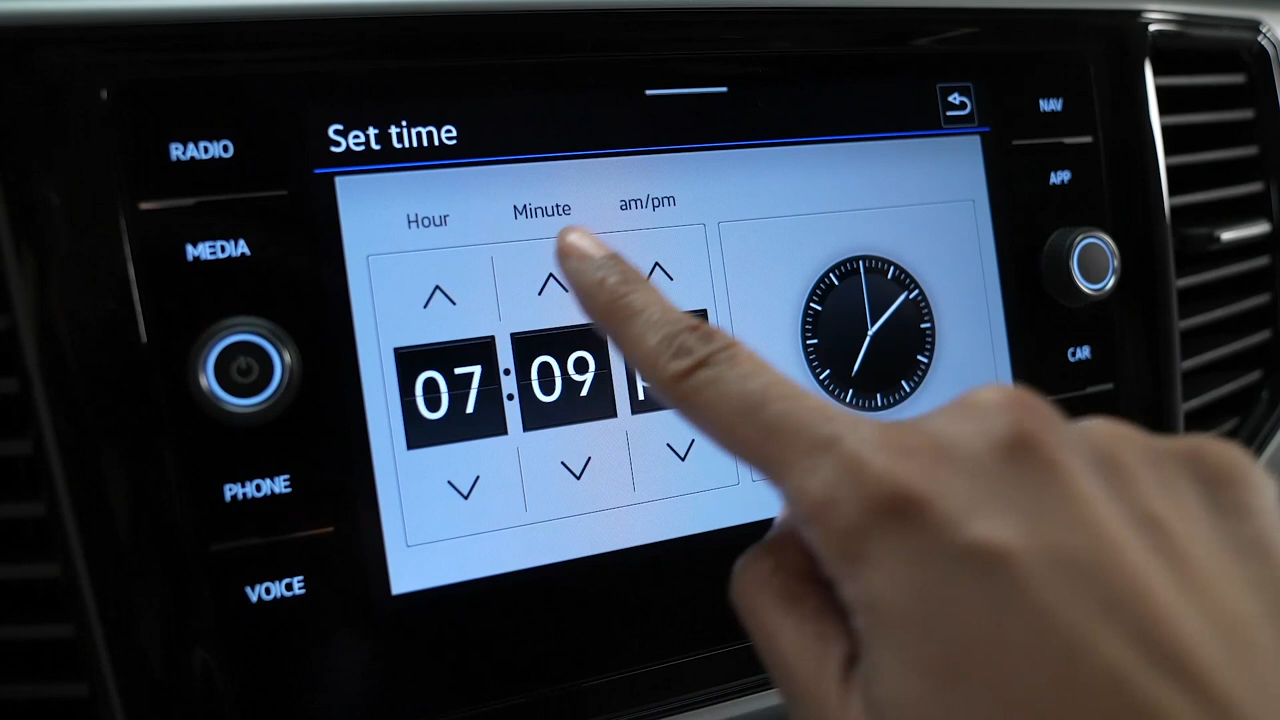 RADIO
MEDIA
PHONE
VOICE
Set time
Hour Minute am/pm
07:09
NAV
APP
CAR